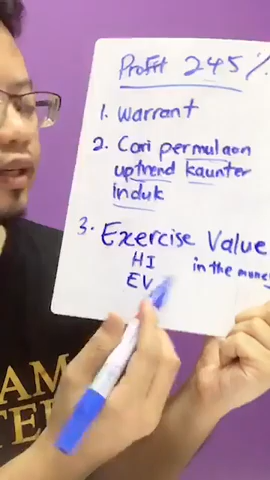 Profit 245%
1. Warrant
2. Cari permulaan
uptrend kaunter
induk
3. Exercise Value
HI in the money
EV